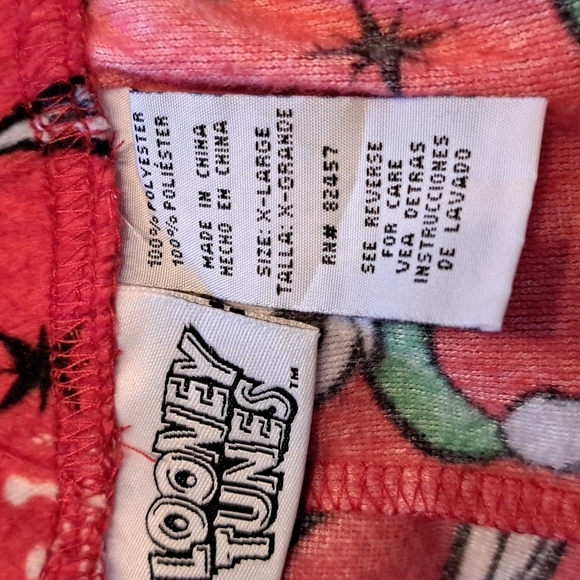 100% POLYESTER
100% POLIÉSTER
MADE IN CHINA
HECHO EN CHINA
SIZE: X-LARGE
TALLA: X-GRANDE
RN# 82457
SEE REVERSE
FOR CARE
VEA DETRAS
INSTRUCCIONES
DE LAVADO
LOONEY
TUNES™